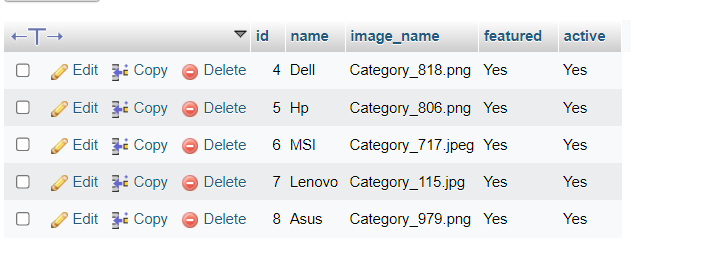 ←T→ id name image_name featured active
Edit Copy Delete 4 Dell Category_818.png Yes Yes
Edit Copy Delete 5 Hp Category_806.png Yes Yes
Edit Copy Delete 6 MSI Category_717.jpeg Yes Yes
Edit Copy Delete 7 Lenovo Category_115.jpg Yes Yes
Edit Copy Delete 8 Asus Category_979.png Yes Yes